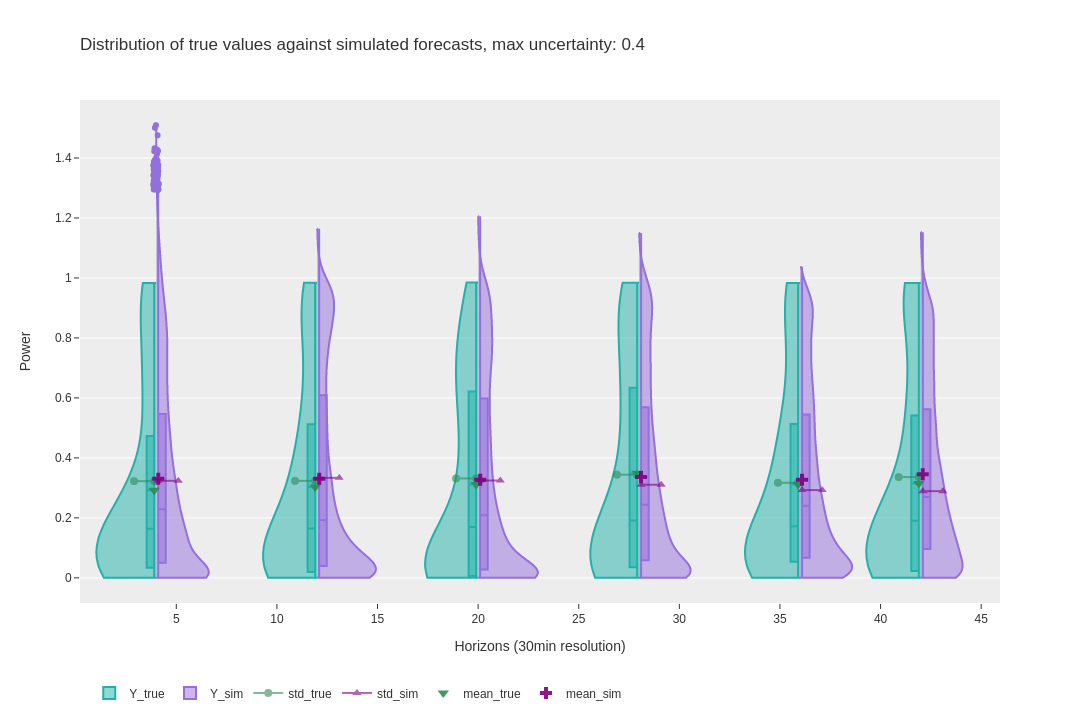 Distribution of true values against simulated forecasts, max uncertainty: 0.4
1.4
1.2
1
0.8
0.6
0.4
0.2
0
Power
5 10 15 20 25 30 35 40 45
Horizons (30min resolution)
Y_true Y_sim std_true std_sim mean_true mean_sim